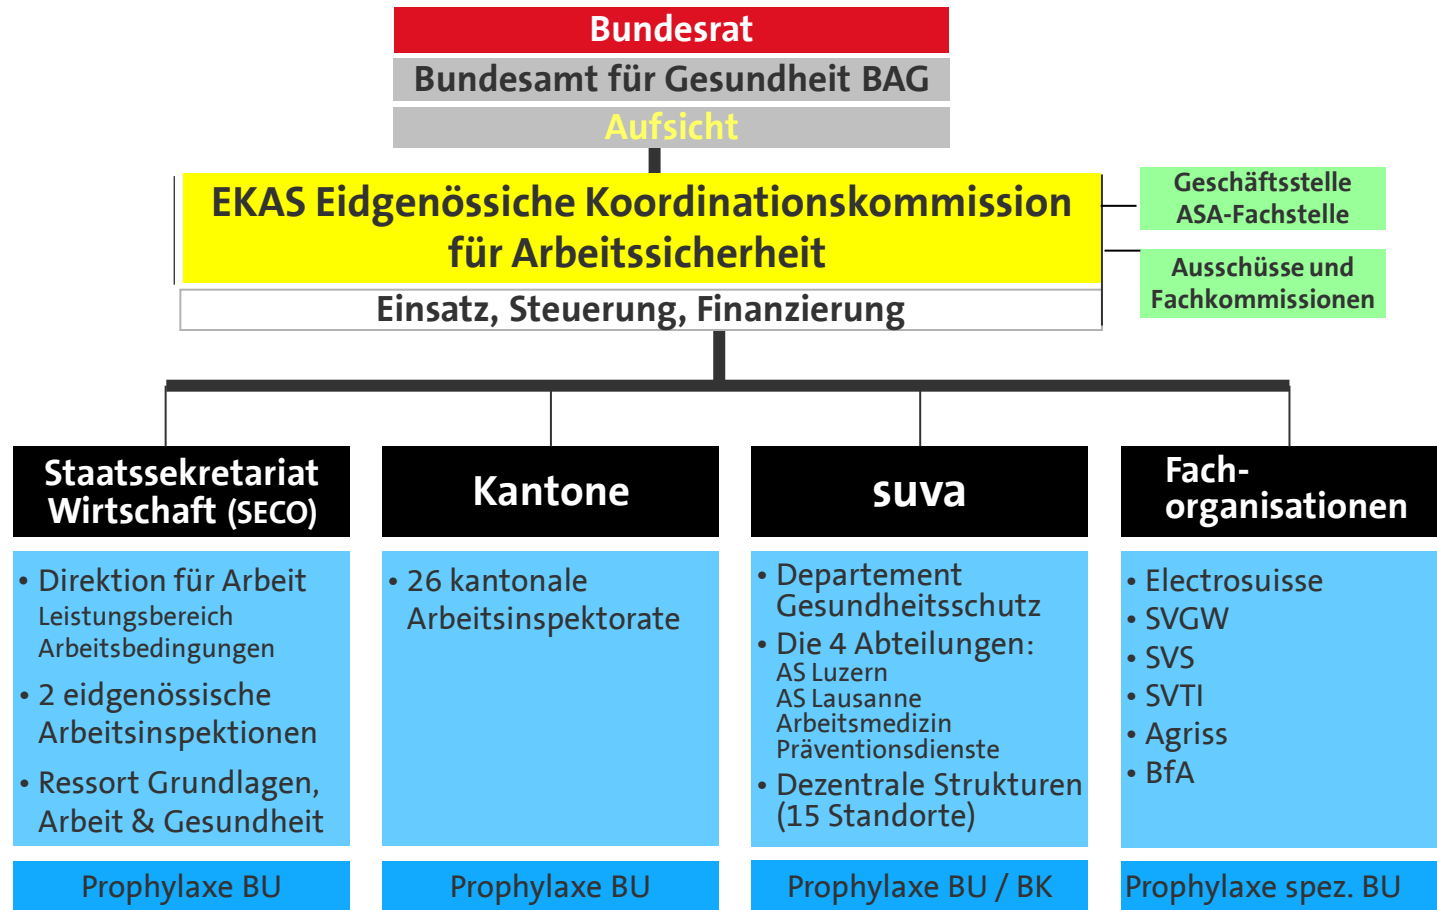 Bundesrat
Bundesamt für Gesundheit BAG
Aufsicht
EKAS Eidgenössiche Koordinationskommission
für Arbeitssicherheit
Einsatz, Steuerung, Finanzierung
Geschäftsstelle
ASA-Fachstelle
Ausschüsse und
Fachkommissionen
Staatssekretariat
Wirtschaft (SECO)
• Direktion für Arbeit
Leistungsbereich
Arbeitsbedingungen
• 2 eidgenössische
Arbeitsinspektionen
• Ressort Grundlagen,
Arbeit & Gesundheit
Prophylaxe BU
Kantone
• 26 kantonale
Arbeitsinspektorate
Prophylaxe BU
suva
• Departement
Gesundheitsschutz
• Die 4 Abteilungen:
AS Luzern
AS Lausanne
Arbeitsmedizin
Präventionsdienste
• Dezentrale Strukturen
(15 Standorte)
Prophylaxe BU / BK
Fach-
organisationen
• Electrosuisse
• SVGW
• SVS
• SVTI
• Agriss
• BfA
Prophylaxe spez. BU